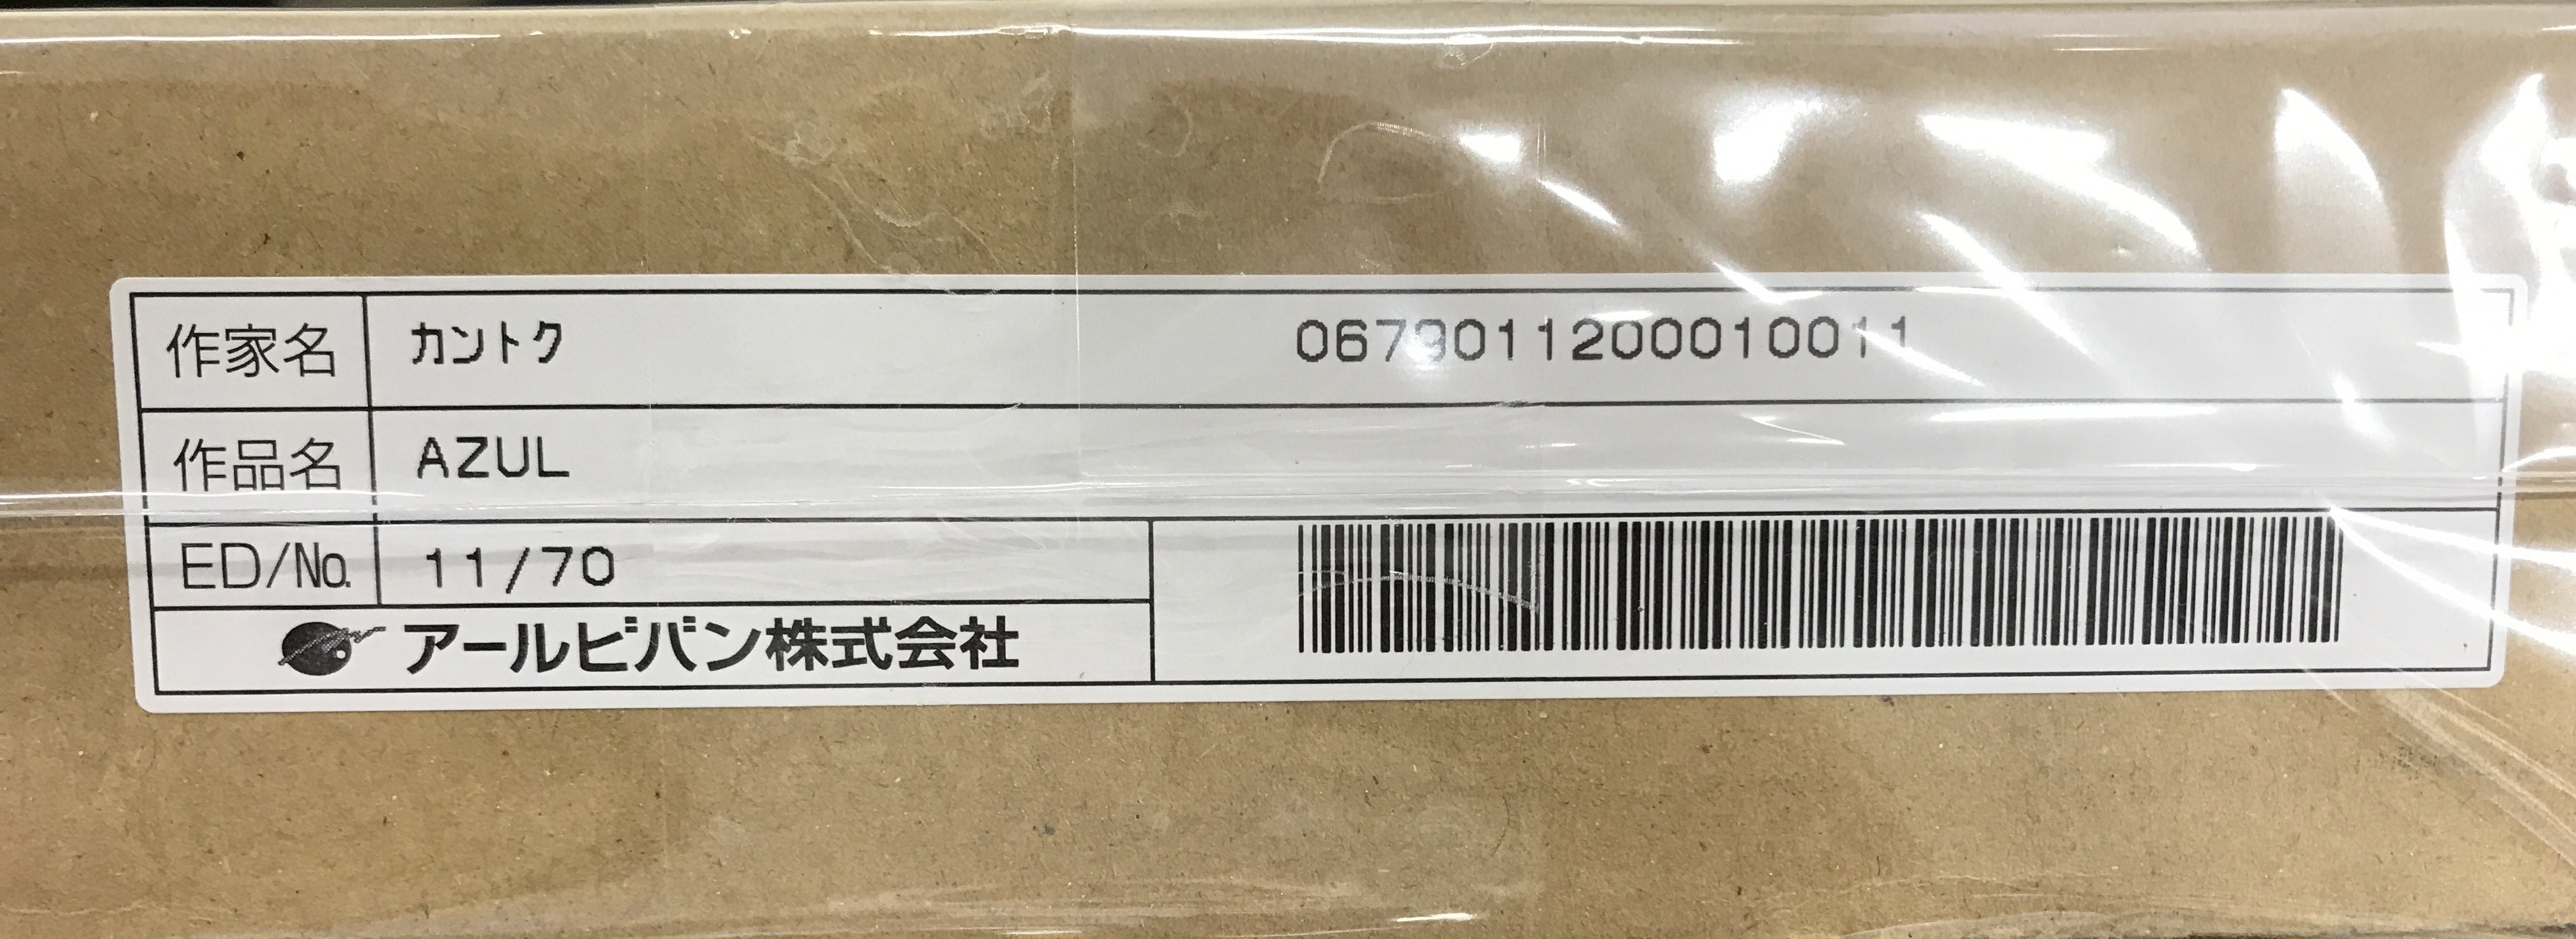 作家名 カントク 0679011200010011
作品名 AZUL
ED/No. 11/70
アールビバン株式会社